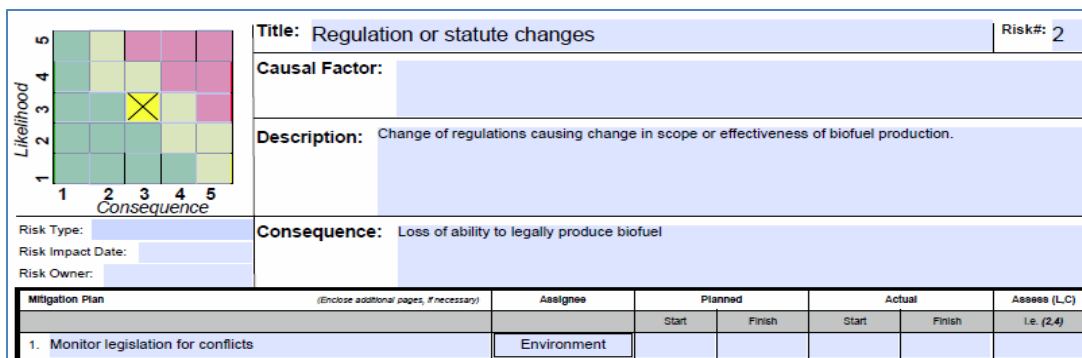 Title: Regulation or statute changes
Risk#: 2
Causal Factor:
Description: Change of regulations causing change in scope or effectiveness of biofuel production.
Likelihood
5
4
3
2
1
1 2 3 4 5
Consequence
Risk Type:
Risk Impact Date:
Risk Owner:
Consequence: Loss of ability to legally produce biofuel
Mitigation Plan (Enclose additional pages, if necessary) Assignee Planned Actual Assess (L,C)
Start Finish Start Finish i.e. (2,4)
1. Monitor legislation for conflicts Environment